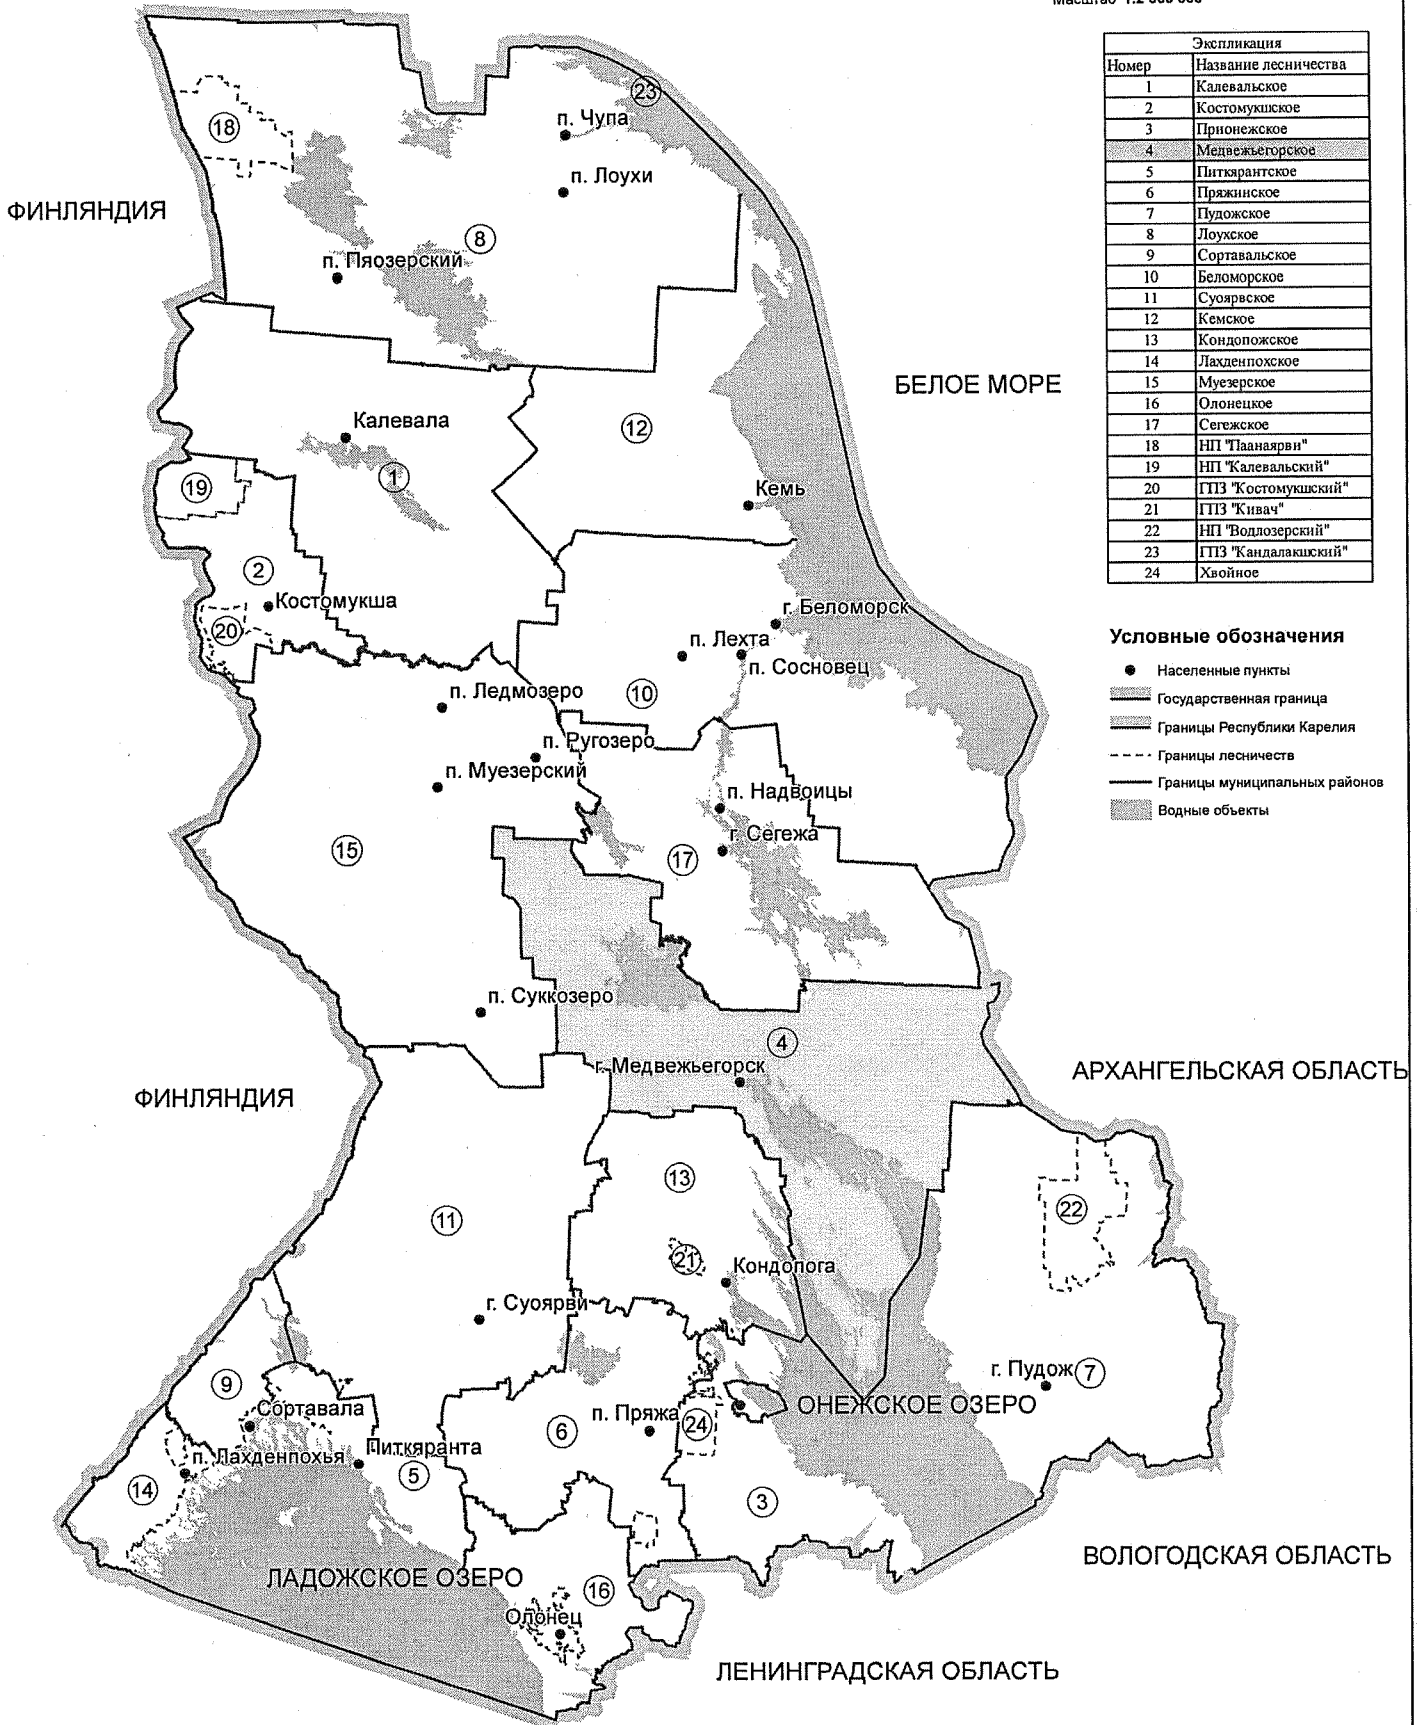 Масштаб 1:2 000 000
Экспликация
Номер Название лесничества
1 Калевальское
2 Костомукшское
3 Прионежское
4 Медвежьегорское
5 Питкярантское
6 Пряжинское
7 Пудожское
8 Лоухское
9 Сортавальское
10 Беломорское
11 Суоярвское
12 Кемское
13 Кондопожское
14 Лахденпохское
15 Муезерское
16 Олонецкое
17 Сегежское
18 НП "Паанаярви"
19 НП "Калевальский"
20 ГПЗ "Костомукшский"
21 ГПЗ "Кивач"
22 НП "Водлозерский"
23 ГПЗ "Кандалакшский"
24 Хвойное
Условные обозначения
Населенные пункты
Государственная граница
Границы Республики Карелия
Границы лесничеств
Границы муниципальных районов
Водные объекты
23
18
п. Чупа
п. Лоухи
ФИНЛЯНДИЯ
8
п. Пяозерский
БЕЛОЕ МОРЕ
Калевала
12
1
19
Кемь
2
Костомукша
г. Беломорск
20
п. Лехта
п. Сосновец
п. Ледмозеро
10
п. Ругозеро
п. Муезерский
п. Надвоицы
г. Сегежа
15
17
п. Суккозеро
4
г. Медвежьегорск
АРХАНГЕЛЬСКАЯ ОБЛАСТЬ
ФИНЛЯНДИЯ
13
22
11
21
Кондопога
г. Суоярви
г. Пудож 7
9
Сортавала
ОНЕЖСКОЕ ОЗЕРО
п. Пряжа
24
6
Питкяранта
п. Лахденпохья
5
14
3
ВОЛОГОДСКАЯ ОБЛАСТЬ
ЛАДОЖСКОЕ ОЗЕРО
16
Олонец
ЛЕНИНГРАДСКАЯ ОБЛАСТЬ